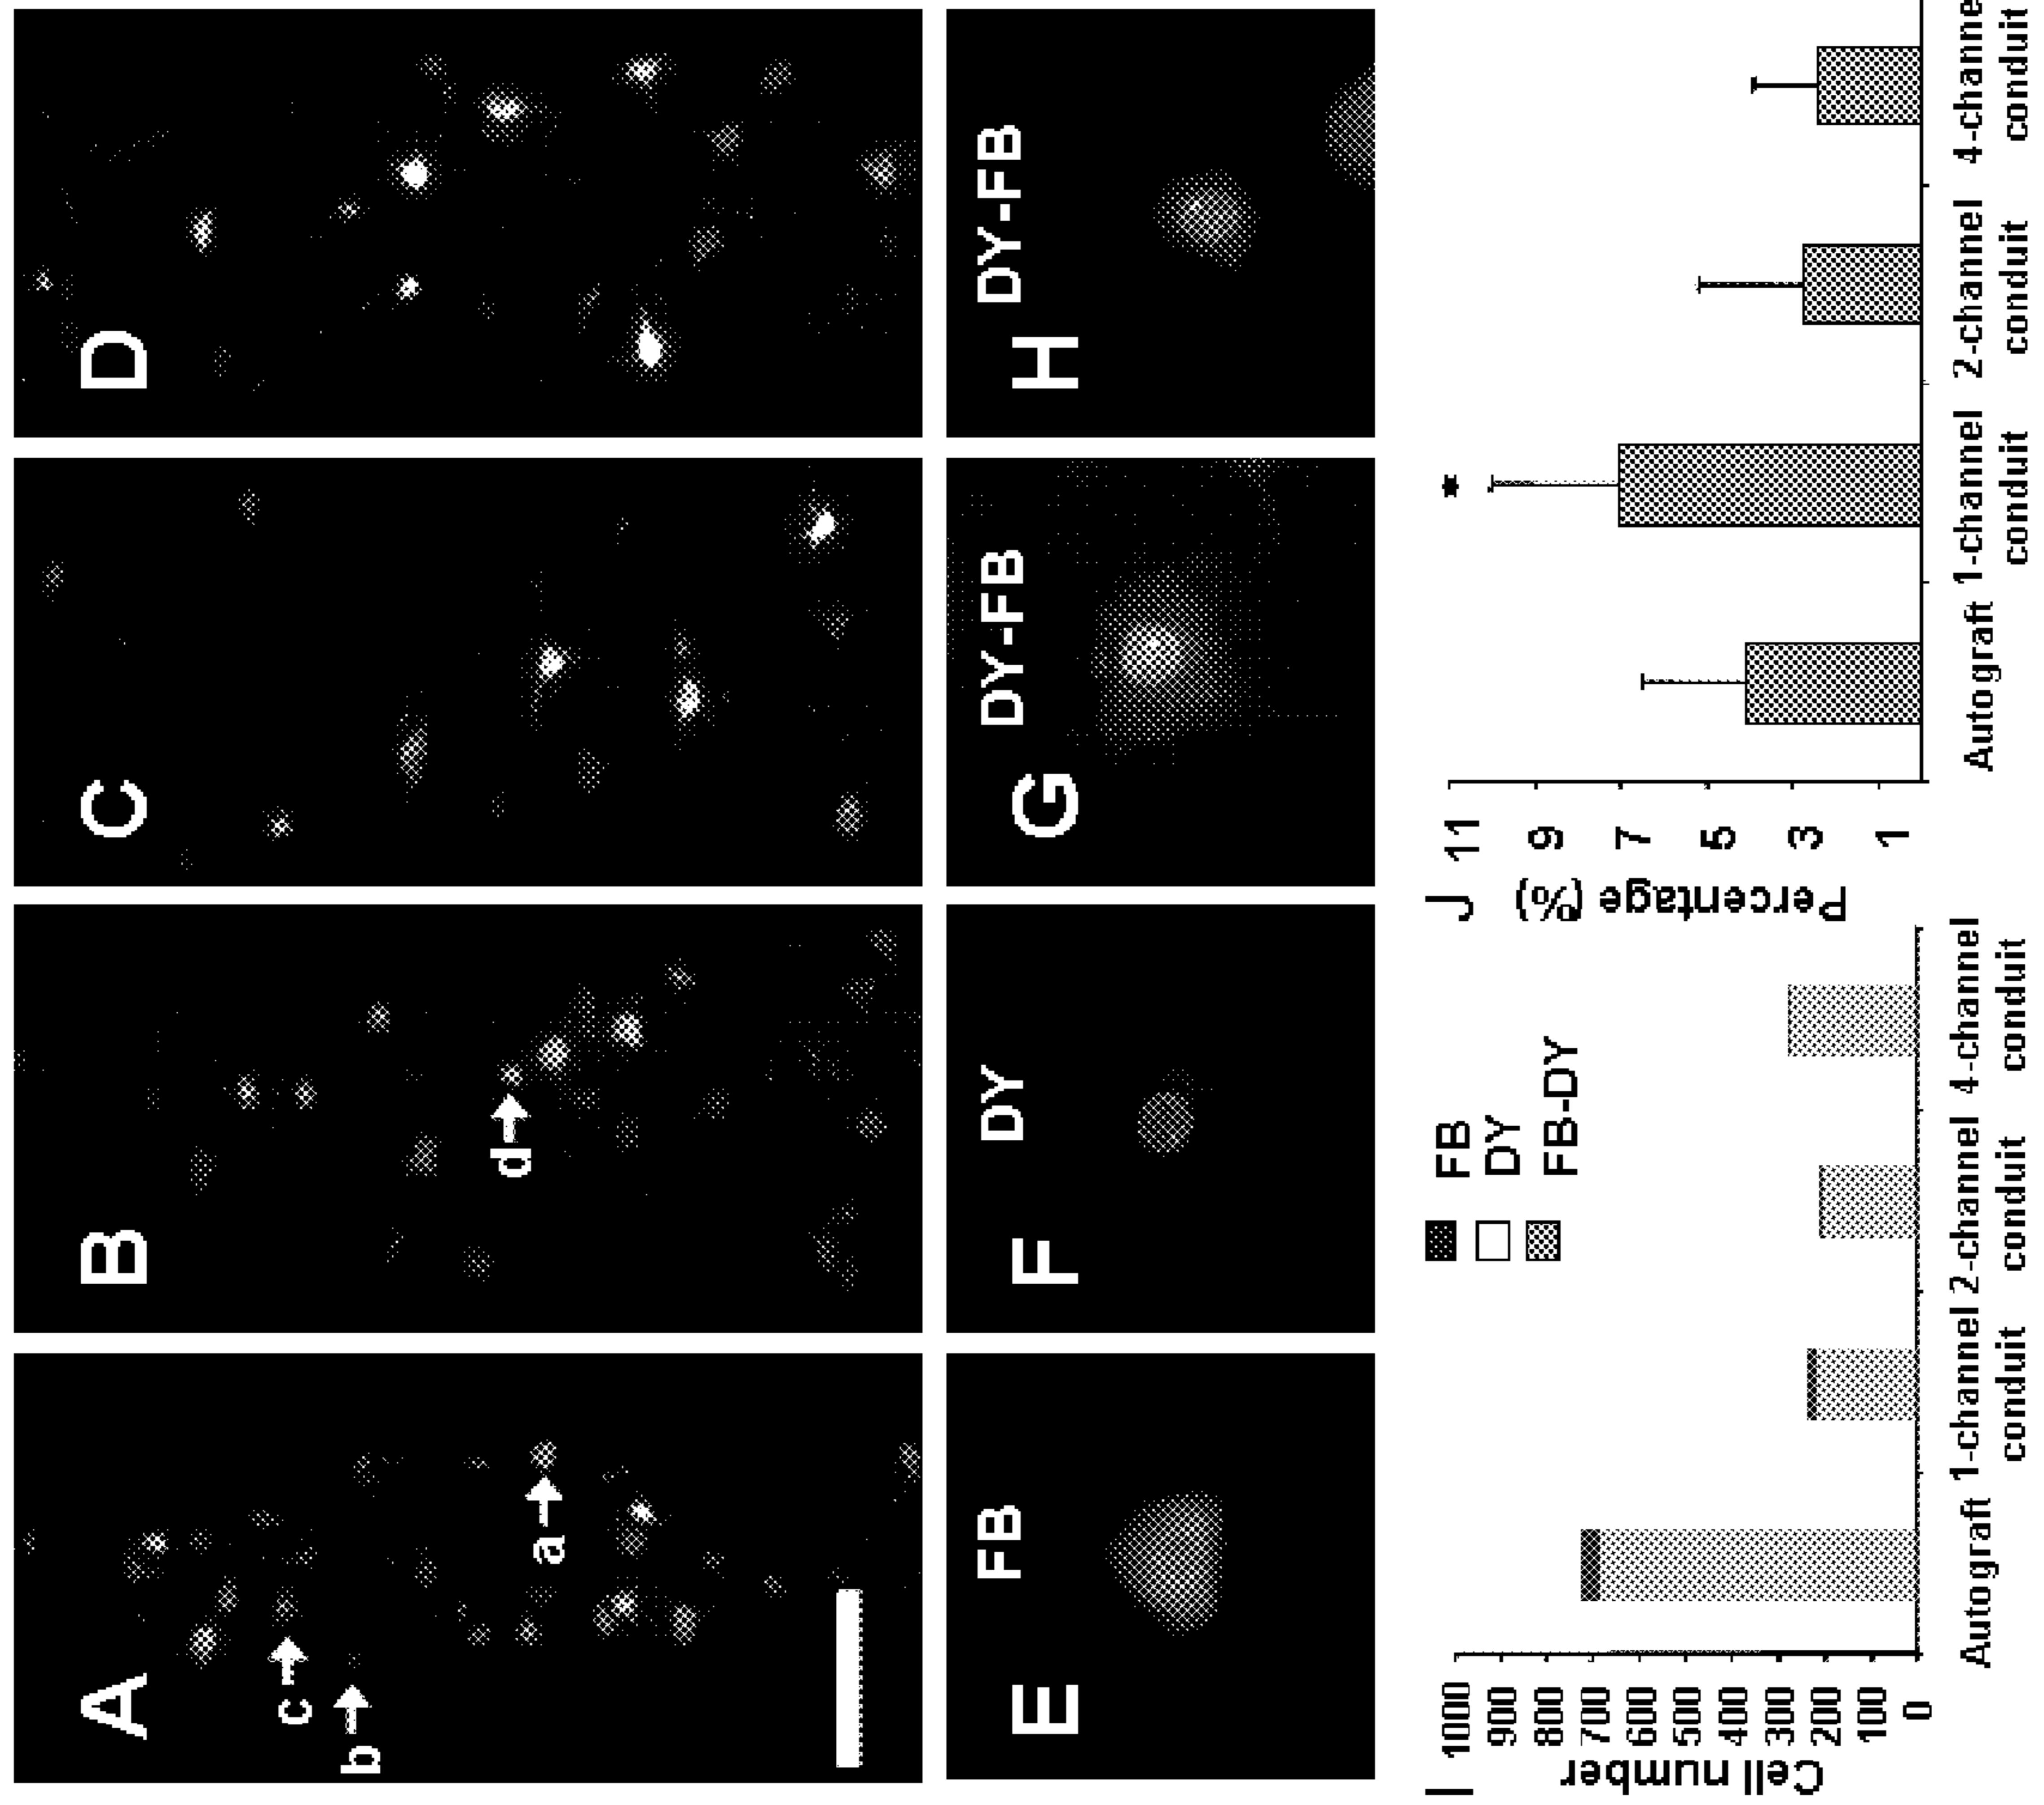 A
c
b
a
B
d
C
D
E
FB
F
DY
G
DY-FB
H
DY-FB
I
1000
900
800
700
600
500
400
300
200
100
0
Cell number
FB
DY
FB-DY
Autograft 1-channel 2-channel 4-channel
conduit conduit conduit
J
11
9
7
5
3
1
Percentage (%)
*
Autograft 1-channel 2-channel 4-channe
conduit conduit conduit